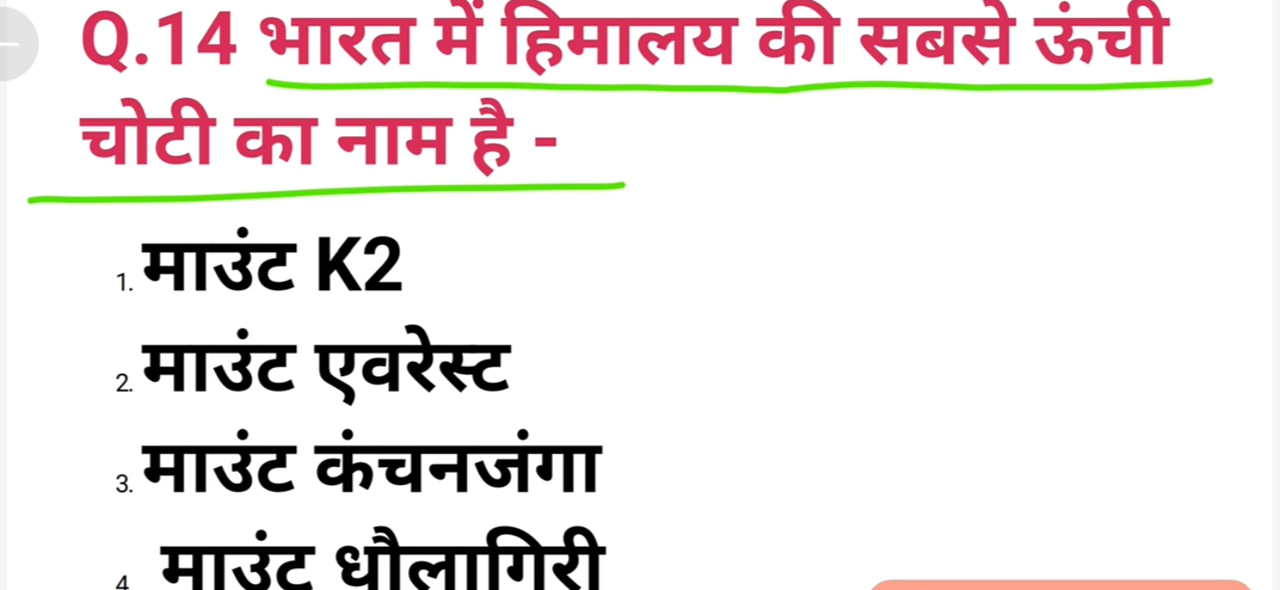 Q.14 भारत में हिमालय की सबसे ऊंची
चोटी का नाम है -
1. माउंट K2
2. माउंट एवरेस्ट
3. माउंट कंचनजंगा
4 माउंट धौलागिरी